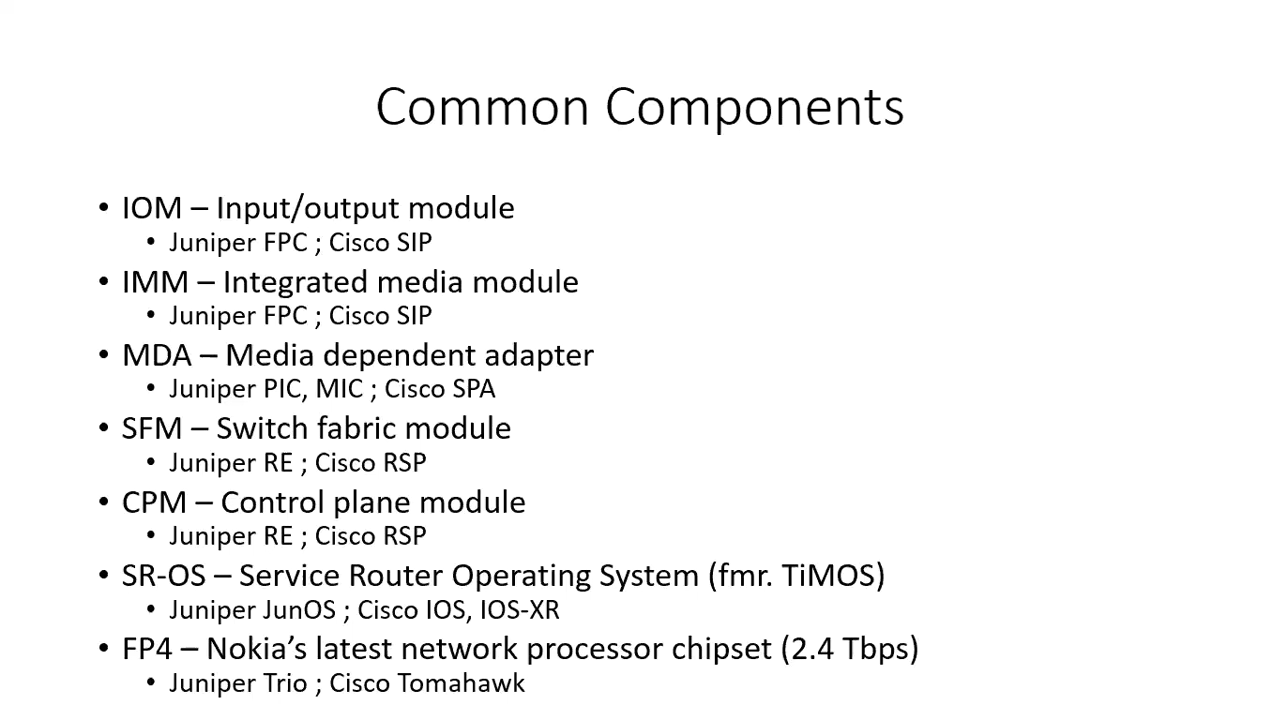 Common Components
• IOM – Input/output module
• Juniper FPC ; Cisco SIP
• IMM – Integrated media module
• Juniper FPC ; Cisco SIP
• MDA – Media dependent adapter
• Juniper PIC, MIC ; Cisco SPA
• SFM – Switch fabric module
• Juniper RE ; Cisco RSP
• CPM – Control plane module
• Juniper RE ; Cisco RSP
• SR-OS – Service Router Operating System (fmr. TiMOS)
• Juniper JunOS ; Cisco IOS, IOS-XR
• FP4 – Nokia’s latest network processor chipset (2.4 Tbps)
• Juniper Trio ; Cisco Tomahawk